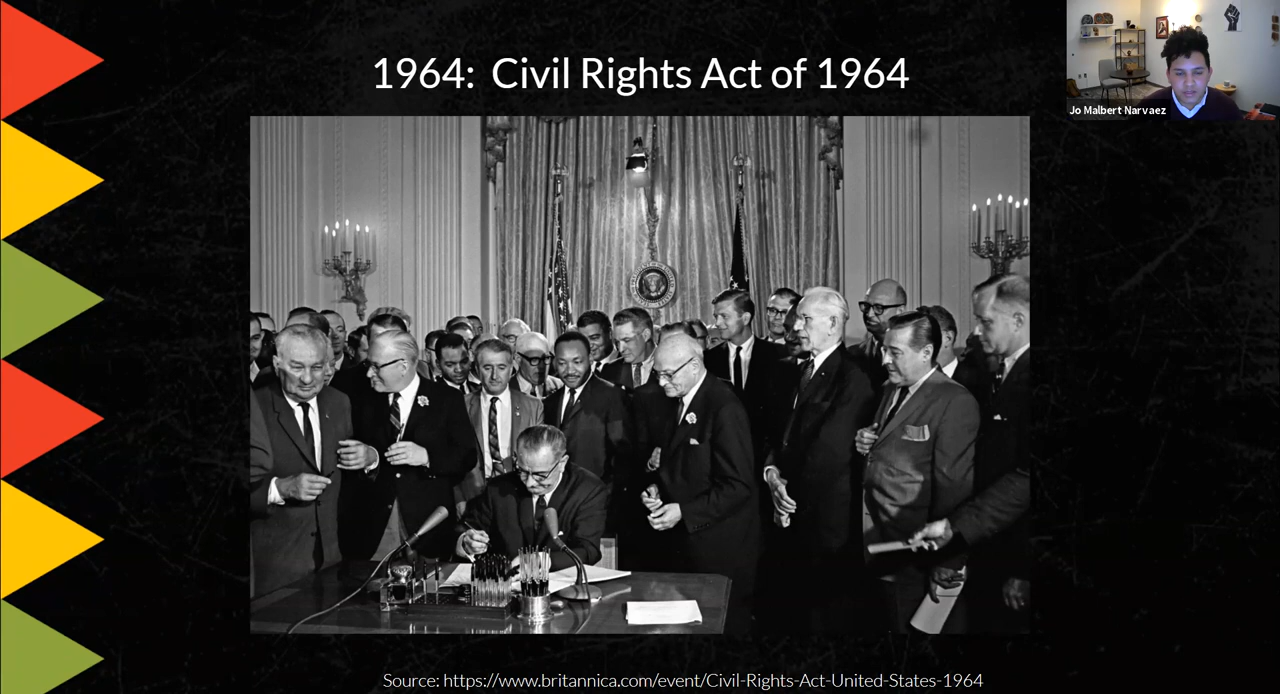 1964:  Civil Rights Act of 1964
Jo Malbert Narvaez
Source: https://www.britannica.com/event/Civil-Rights-Act-United-States-1964